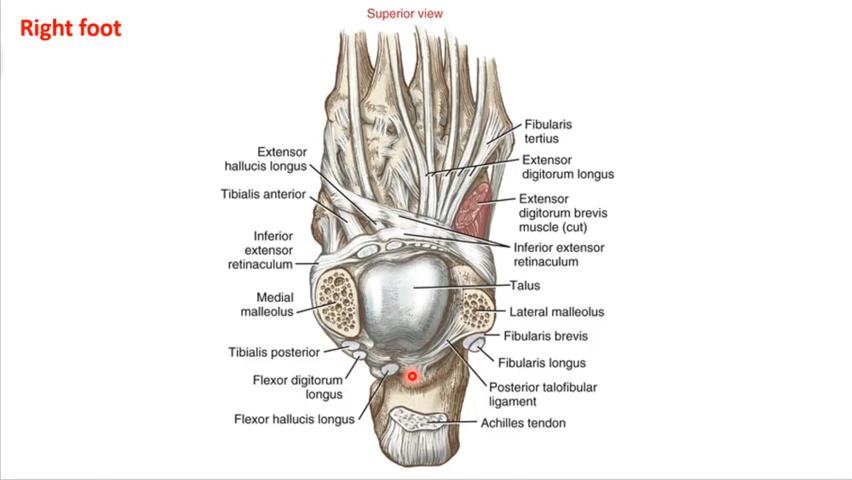 Right foot
Superior view
Extensor
hallucis longus
Tibialis anterior
Inferior
extensor
retinaculum
Medial
malleolus
Tibialis posterior
Flexor digitorum
longus
Flexor hallucis longus
Fibularis
tertius
Extensor
digitorum longus
Extensor
digitorum brevis
muscle (cut)
Inferior extensor
retinaculum
Talus
Lateral malleolus
Fibularis brevis
Fibularis longus
Posterior talofibular
ligament
Achilles tendon